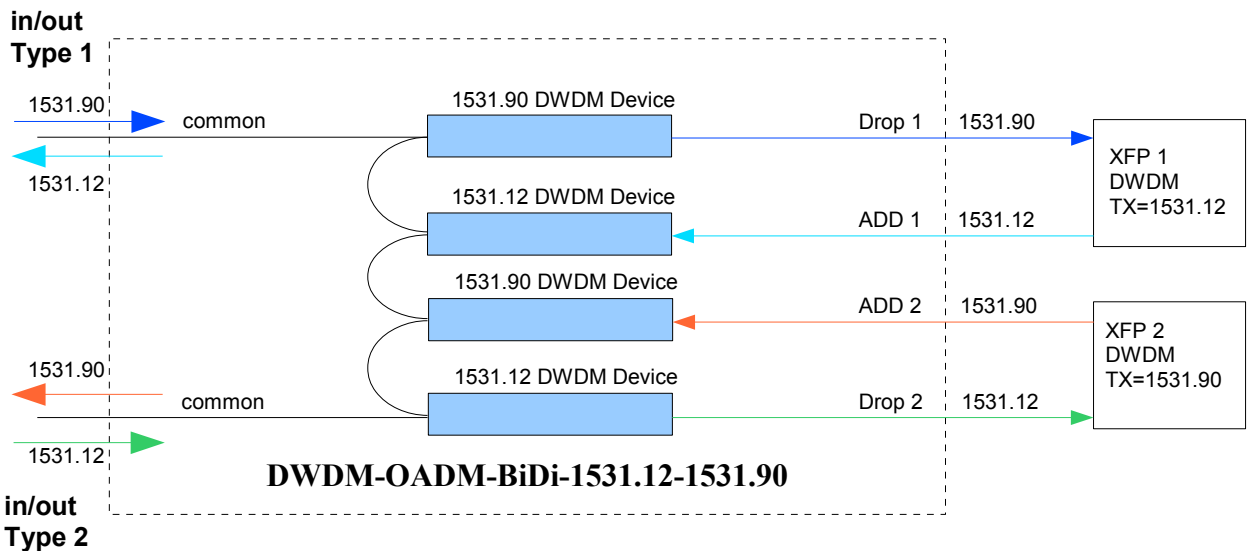 in/out
Type 1
1531.90
common
1531.12
1531.90 DWDM Device
Drop 1
1531.90
1531.12 DWDM Device
ADD 1
1531.12
XFP 1
DWDM
TX=1531.12
1531.90 DWDM Device
ADD 2
1531.90
XFP 2
DWDM
TX=1531.90
1531.90
common
1531.12
1531.12 DWDM Device
Drop 2
1531.12
DWDM-OADM-BiDi-1531.12-1531.90
in/out
Type 2